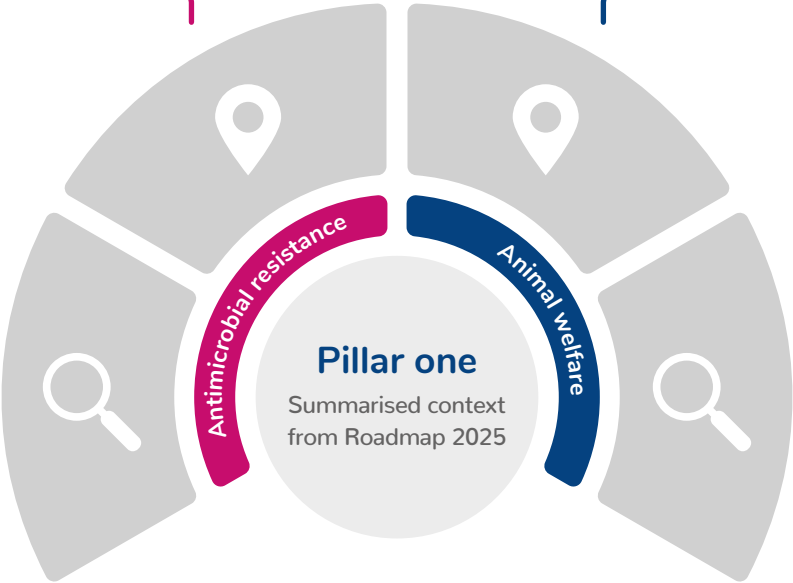 Antimicrobial resistance
Animal welfare
Pillar one
Summarised context
from Roadmap 2025